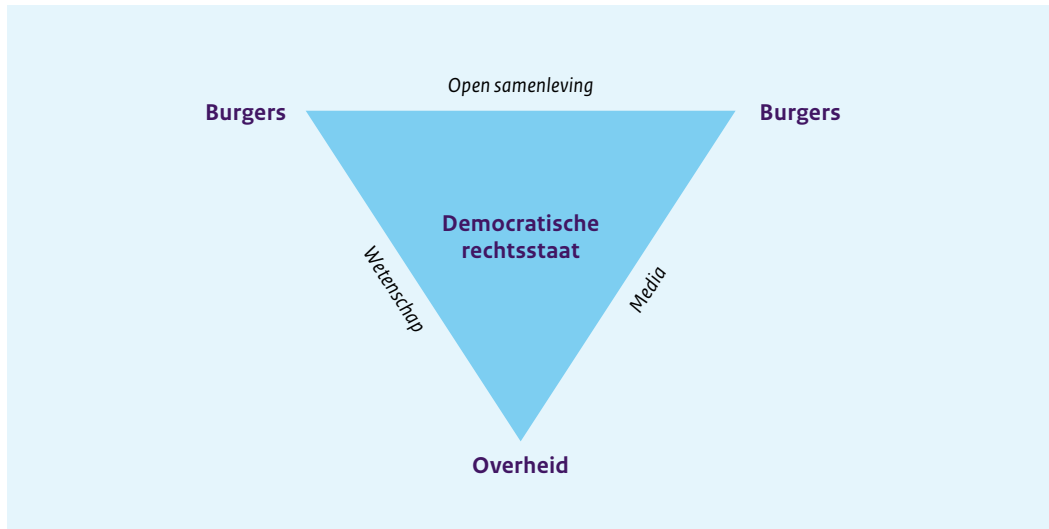 Open samenleving
Burgers
Burgers
Democratische
rechtsstaat
Wetenschap
Media
Overheid